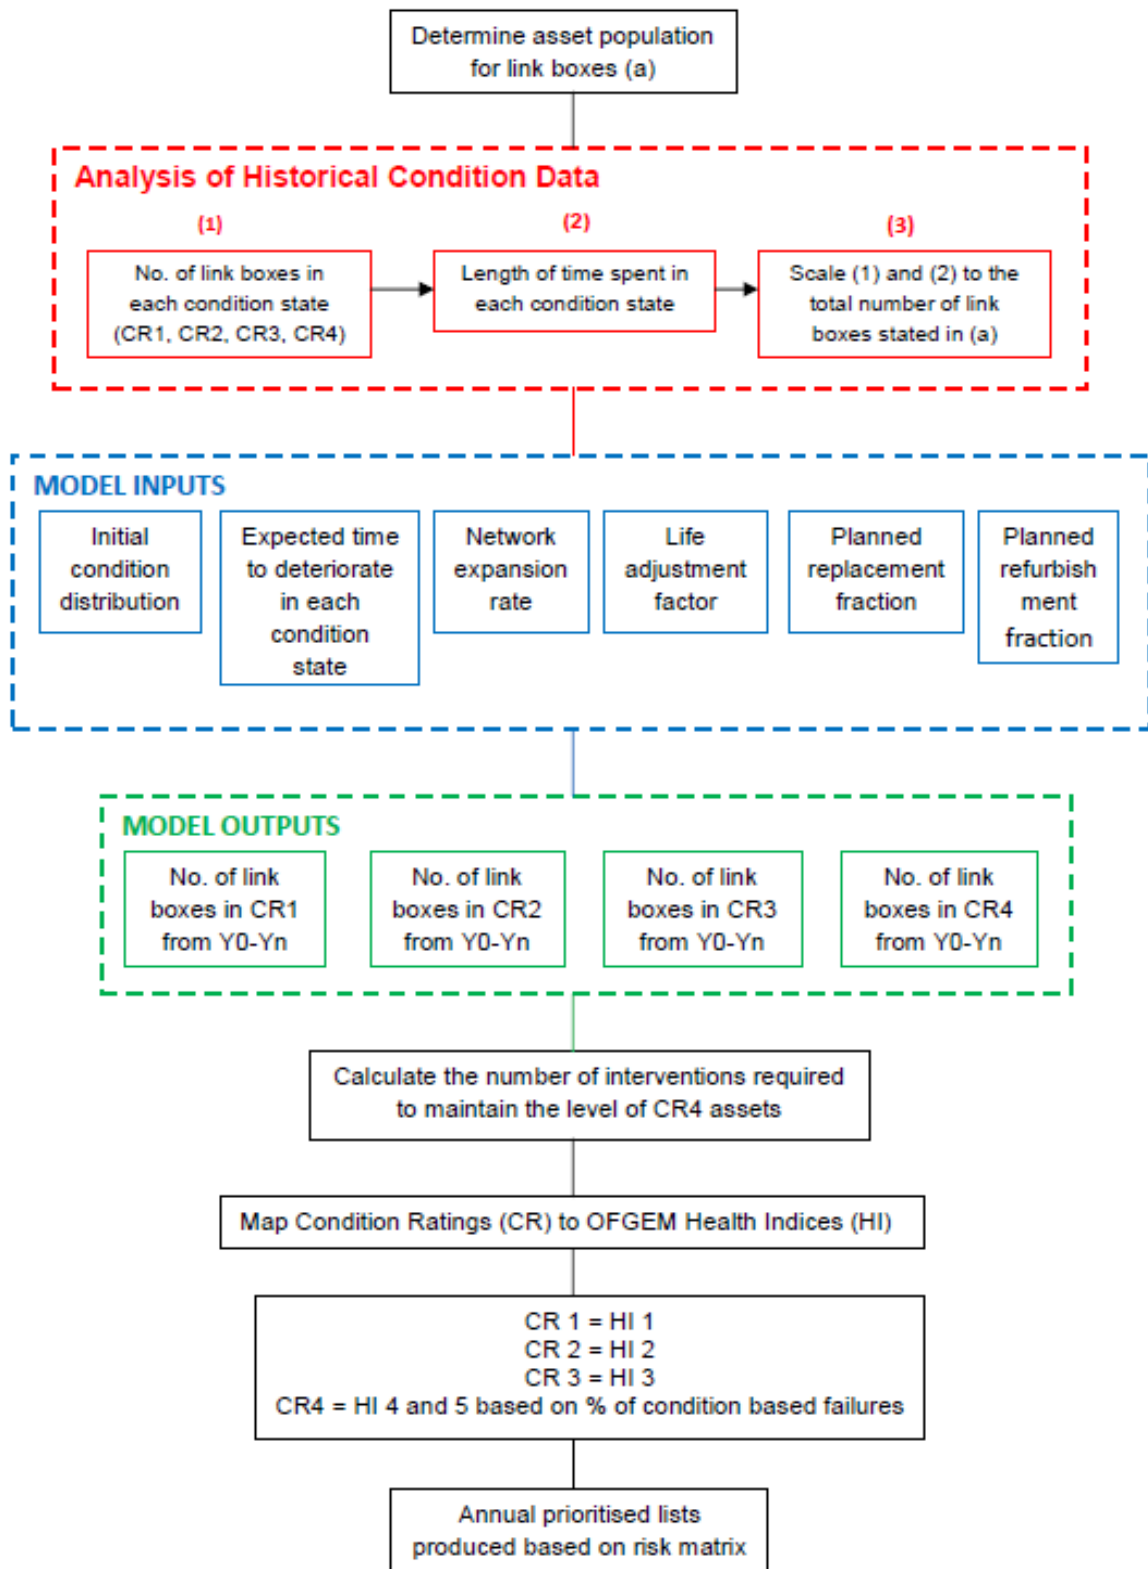 Determine asset population
for link boxes (a)
Analysis of Historical Condition Data
(1)
No. of link boxes in
each condition state
(CR1, CR2, CR3, CR4)
(2)
Length of time spent in
each condition state
(3)
Scale (1) and (2) to the
total number of link
boxes stated in (a)
MODEL INPUTS
Initial
condition
distribution
Expected time
to deteriorate
in each
condition
state
Network
expansion
rate
Life
adjustment
factor
Planned
replacement
fraction
Planned
refurbish
ment
fraction
MODEL OUTPUTS
No. of link
boxes in CR1
from Y0-Yn
No. of link
boxes in CR2
from Y0-Yn
No. of link
boxes in CR3
from Y0-Yn
No. of link
boxes in CR4
from Y0-Yn
Calculate the number of interventions required
to maintain the level of CR4 assets
Map Condition Ratings (CR) to OFGEM Health Indices (HI)
CR 1 = HI 1
CR 2 = HI 2
CR 3 = HI 3
CR4 = HI 4 and 5 based on % of condition based failures
Annual prioritised lists
produced based on risk matrix